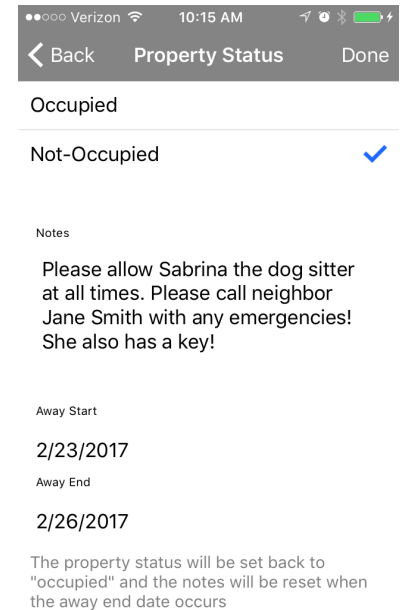 Verizon 10:15 AM
Back Property Status Done
Occupied
Not-Occupied
Notes
Please allow Sabrina the dog sitter
at all times. Please call neighbor
Jane Smith with any emergencies!
She also has a key!
Away Start
2/23/2017
Away End
2/26/2017
The property status will be set back to
"occupied" and the notes will be reset when
the away end date occurs